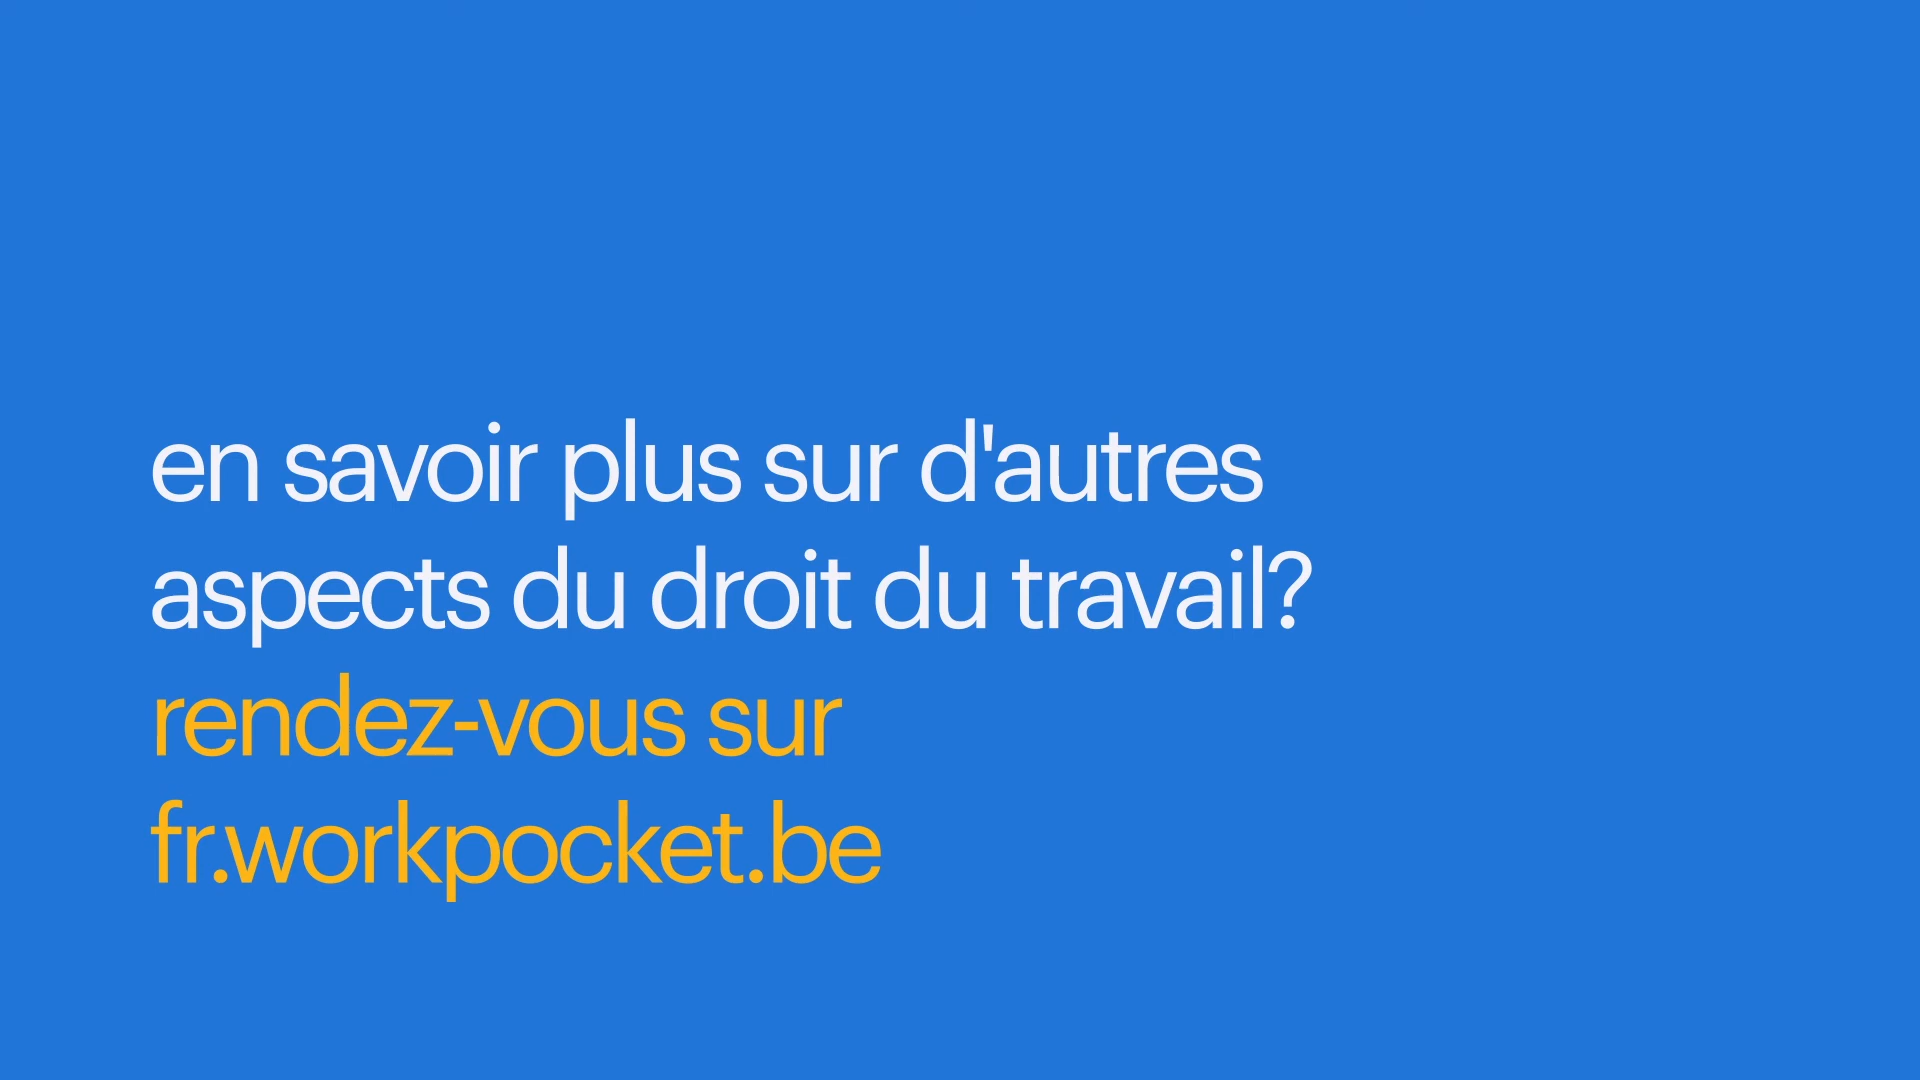 en savoir plus sur d'autres
aspects du droit du travail?
rendez-vous sur
fr.workpocket.be